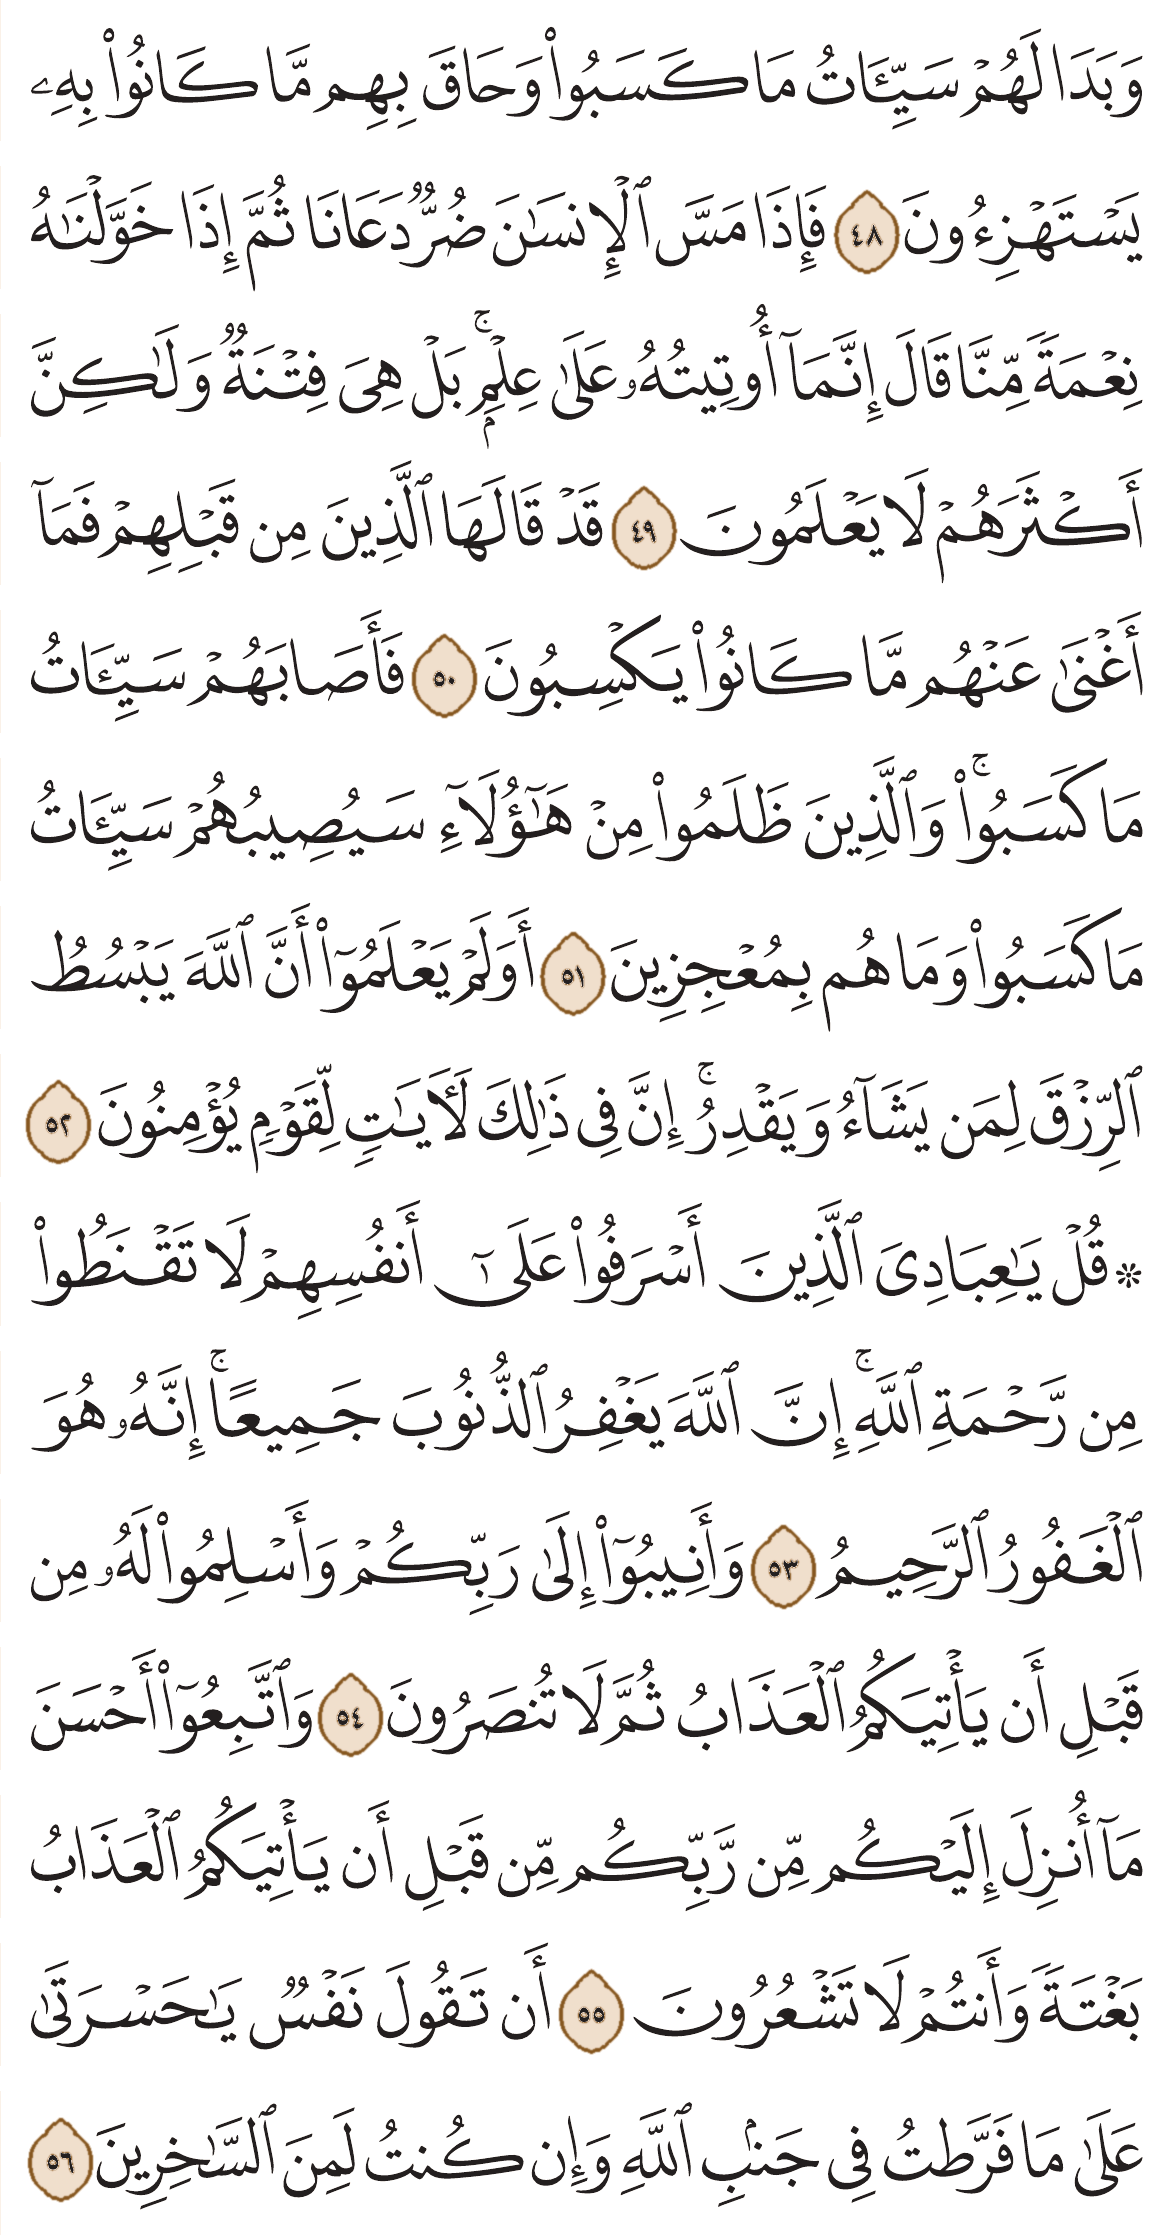 وَبَدَا لَهُمْ سَيِّـَٔاتُ مَا كَسَبُوا۟ وَحَاقَ بِهِم مَّا كَانُوا۟ بِهِۦ
يَسْتَهْزِءُونَ ٤٨ فَإِذَا مَسَّ ٱلْإِنسَـٰنَ ضُرٌّ دَعَانَا ثُمَّ إِذَا خَوَّلْنَـٰهُ
نِعْمَةً مِّنَّا قَالَ إِنَّمَآ أُوتِيتُهُۥ عَلَىٰ عِلْمٍۭ ۚ بَلْ هِىَ فِتْنَةٌ وَلَـٰكِنَّ
أَكْثَرَهُمْ لَا يَعْلَمُونَ ٤٩ قَدْ قَالَهَا ٱلَّذِينَ مِن قَبْلِهِمْ فَمَآ
أَغْنَىٰ عَنْهُم مَّا كَانُوا۟ يَكْسِبُونَ ٥٠ فَأَصَابَهُمْ سَيِّـَٔاتُ
مَا كَسَبُوا۟ ۚ وَٱلَّذِينَ ظَلَمُوا۟ مِنْ هَـٰٓؤُلَآءِ سَيُصِيبُهُمْ سَيِّـَٔاتُ
مَا كَسَبُوا۟ وَمَا هُم بِمُعْجِزِينَ ٥١ أَوَلَمْ يَعْلَمُوٓا۟ أَنَّ ٱللَّهَ يَبْسُطُ
ٱلرِّزْقَ لِمَن يَشَآءُ وَيَقْدِرُ ۚ إِنَّ فِى ذَٰلِكَ لَـَٔايَـٰتٍ لِّقَوْمٍ يُؤْمِنُونَ ٥٢
۞ قُلْ يَـٰعِبَادِىَ ٱلَّذِينَ أَسْرَفُوا۟ عَلَىٰٓ أَنفُسِهِمْ لَا تَقْنَطُوا۟
مِن رَّحْمَةِ ٱللَّهِ ۚ إِنَّ ٱللَّهَ يَغْفِرُ ٱلذُّنُوبَ جَمِيعًا ۚ إِنَّهُۥ هُوَ
ٱلْغَفُورُ ٱلرَّحِيمُ ٥٣ وَأَنِيبُوٓا۟ إِلَىٰ رَبِّكُمْ وَأَسْلِمُوا۟ لَهُۥ مِن
قَبْلِ أَن يَأْتِيَكُمُ ٱلْعَذَابُ ثُمَّ لَا تُنصَرُونَ ٥٤ وَٱتَّبِعُوٓا۟ أَحْسَنَ
مَآ أُنزِلَ إِلَيْكُم مِّن رَّبِّكُم مِّن قَبْلِ أَن يَأْتِيَكُمُ ٱلْعَذَابُ
بَغْتَةً وَأَنتُمْ لَا تَشْعُرُونَ ٥٥ أَن تَقُولَ نَفْسٌ يَـٰحَسْرَتَىٰ
عَلَىٰ مَا فَرَّطتُ فِى جَنۢبِ ٱللَّهِ وَإِن كُنتُ لَمِنَ ٱلسَّـٰخِرِينَ ٥٦